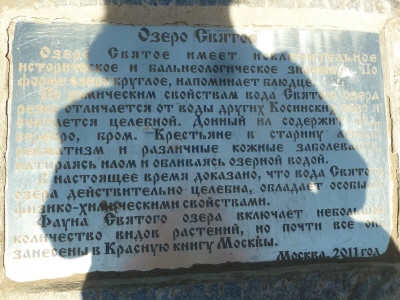 Озеро Святое
Озеро Святое имеет исключительное
историческое и бальнеологическое значение. По
форме озеро круглое, напоминает блюдце.
химическим свойствам вода Святого озера
резко отличается от воды других Косинских озер и
является целебной. Донный ил содержит йод,
серебро, бром. Крестьяне в старину лечили
ревматизм и различные кожные заболевания,
натираясь илом и обливаясь озерной водой.
В настоящее время доказано, что вода Святого
озера действительно целебна, обладает особыми
физико-химическими свойствами.
Фауна Святого озера включает небольшое
количество видов растений, но почти все они
занесены в Красную книгу Москвы.
Москва, 2011 год